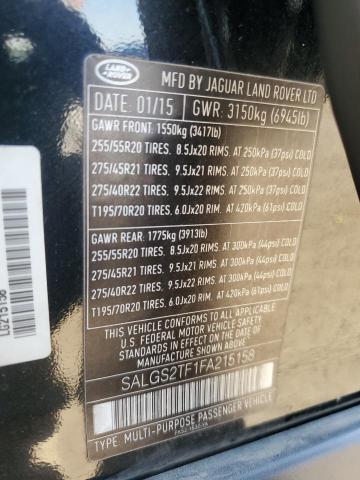 LAND
ROVER
MFD BY JAGUAR LAND ROVER LTD
DATE: 01/15 GWR: 3150kg (6945lb)
GAWR FRONT: 1550kg (3417lb)
255/55R20 TIRES. 8.5Jx20 RIMS. AT 250kPa (37psi) COLD
275/45R21 TIRES. 9.5Jx21 RIMS. AT 250kPa (37psi) COLD
275/40R22 TIRES. 9.5Jx22 RIMS. AT 250kPa (37psi) COLD
T195/70R20 TIRES. 6.0Jx20 RIM. AT 420kPa (61psi) COLD
GAWR REAR: 1775kg (3913lb)
255/55R20 TIRES. 8.5Jx20 RIMS. AT 300kPa (44psi) COLD
275/45R21 TIRES. 9.5Jx21 RIMS. AT 300kPa (44psi) COLD
275/40R22 TIRES. 9.5Jx22 RIMS. AT 300kPa (44psi) COLD
T195/70R20 TIRES. 6.0Jx20 RIM. AT 420kPa (61psi) COLD
THIS VEHICLE CONFORMS TO ALL APPLICABLE
FEDERAL MOTOR VEHICLE SAFETY
IN EFFECT ON THE DATE OF MANUFACTURE SHOWN ABOVE
SALGS2TF1FA215158
TYPE: MULTIPURPOSE PASSENGER VEHICLE